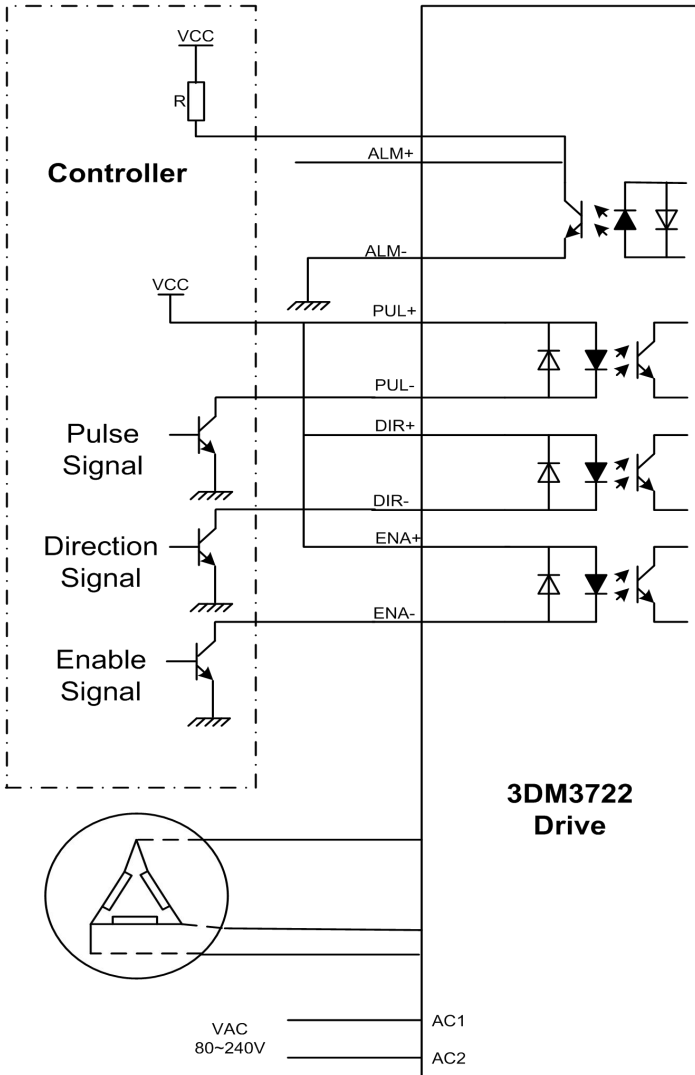 VCC
R
Controller
ALM+
ALM-
VCC
PUL+
PUL-
Pulse
Signal
DIR+
DIR-
Direction
Signal
ENA+
ENA-
Enable
Signal
3DM3722
Drive
VAC
80~240V
AC1
AC2